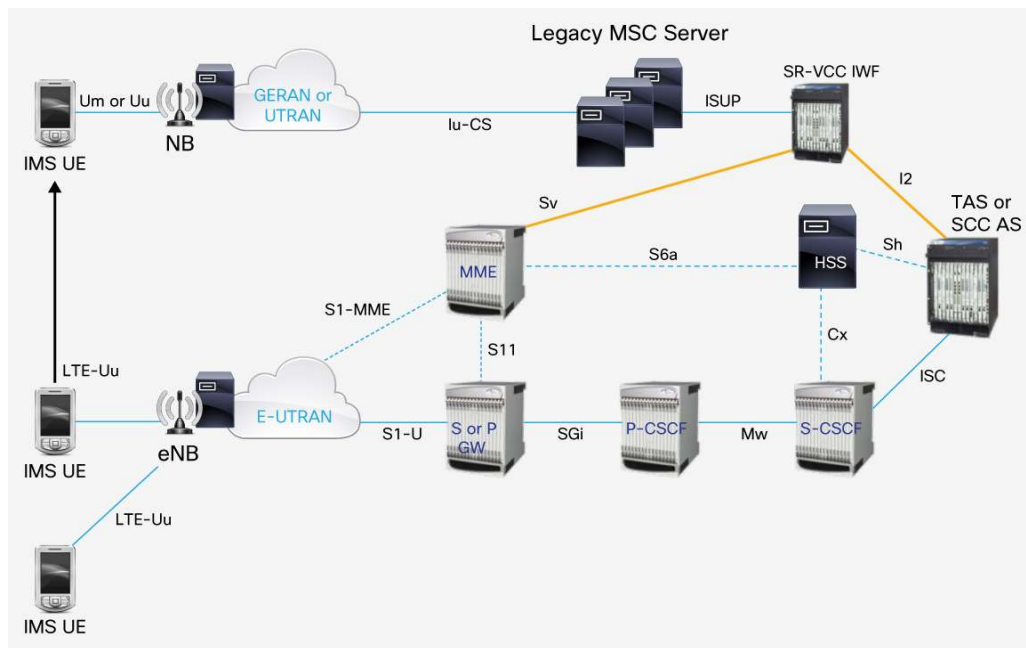 Legacy MSC Server
SR-VCC IWF
Um or Uu
GERAN or
UTRAN
ISUP
Iu-CS
NB
IMS UE
I2
TAS or
SCC AS
Sv
MME
S6a
HSS
Sh
S1-MME
S11
Cx
LTE-Uu
ISC
E-UTRAN
S1-U
S or P
GW
SGi
P-CSCF
Mw
S-CSCF
eNB
IMS UE
LTE-Uu
IMS UE